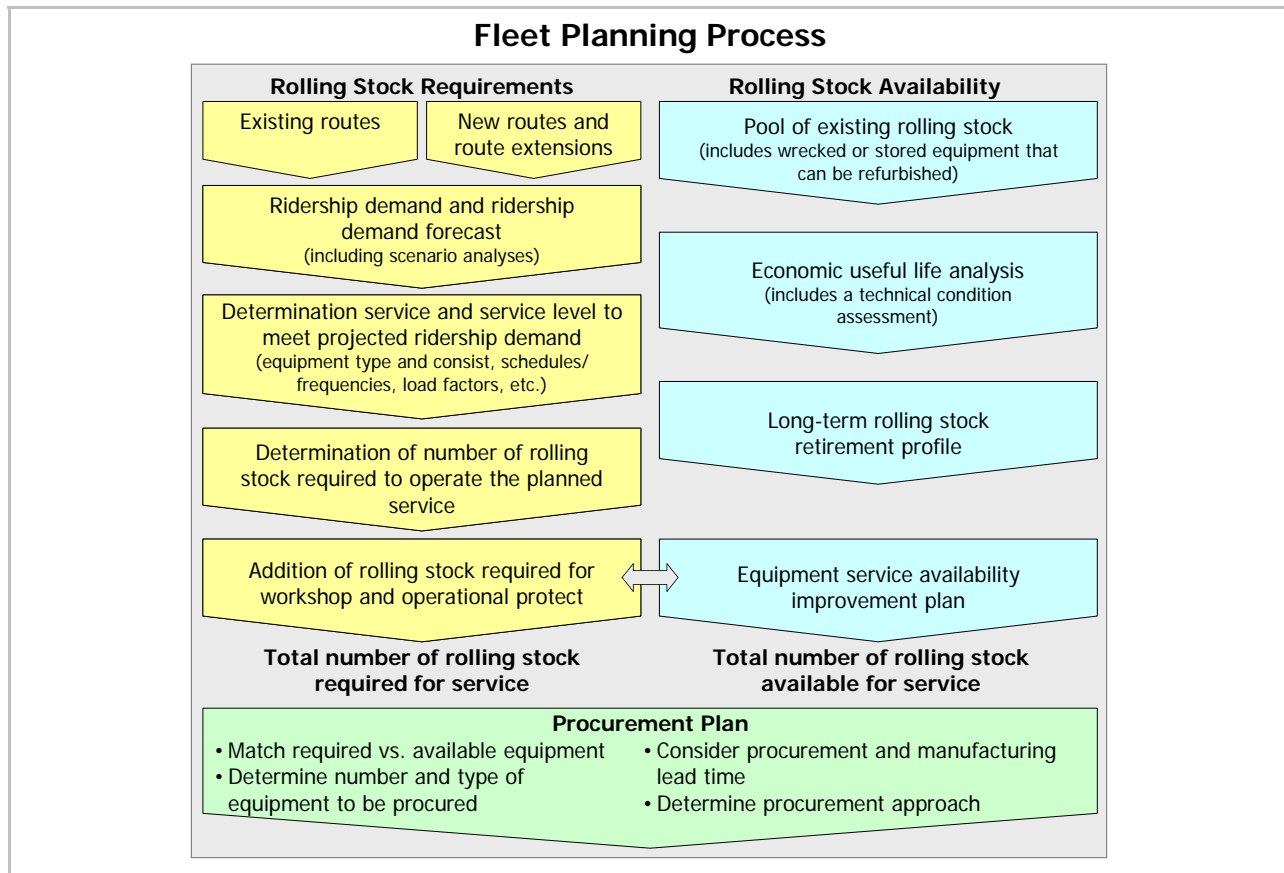 Fleet Planning Process
Rolling Stock Requirements
Existing routes
New routes and
route extensions
Ridership demand and ridership
demand forecast
(including scenario analyses)
Determination service and service level to
meet projected ridership demand
(equipment type and consist, schedules/
frequencies, load factors, etc.)
Determination of number of rolling
stock required to operate the planned
service
Addition of rolling stock required for
workshop and operational protect
Total number of rolling stock
required for service
Rolling Stock Availability
Pool of existing rolling stock
(includes wrecked or stored equipment that
can be refurbished)
Economic useful life analysis
(includes a technical condition
assessment)
Long-term rolling stock
retirement profile
Equipment service availability
improvement plan
Total number of rolling stock
available for service
Procurement Plan
• Match required vs. available equipment
• Determine number and type of
equipment to be procured
• Consider procurement and manufacturing
lead time
• Determine procurement approach